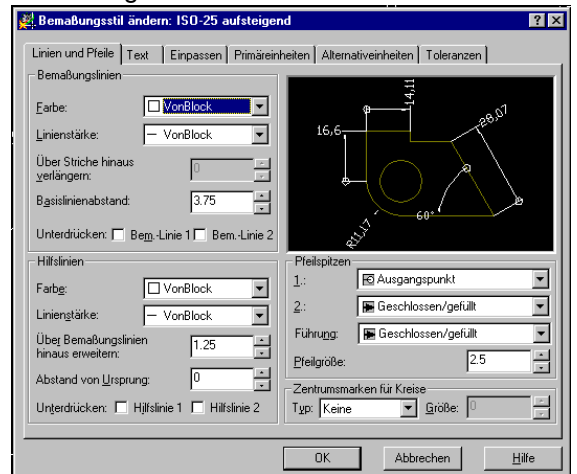 Bemaßungsstil ändern: ISO-25 aufsteigend
Linien und Pfeile Text Einpassen Primäreinheiten Alternativeinheiten Toleranzen
Bemaßungslinien
Farbe: VonBlock
Linienstärke: VonBlock
Über Striche hinaus verlängern: 0
Basislinienabstand: 3.75
Unterdrücken: Bem.-Linie 1 Bem.-Linie 2
14,11
16,6
28,07
60°
R11,17
Hilfslinien
Farbe: VonBlock
Linienstärke: VonBlock
Über Bemaßungslinien hinaus erweitern: 1.25
Abstand von Ursprung: 0
Unterdrücken: Hilfslinie 1 Hilfslinie 2
Pfeilspitzen
1.: Ausgangspunkt
2.: Geschlossen/gefüllt
Führung: Geschlossen/gefüllt
Pfeilgröße: 2.5
Zentrumsmarken für Kreise
Typ: Keine Größe: 0
OK Abbrechen Hilfe